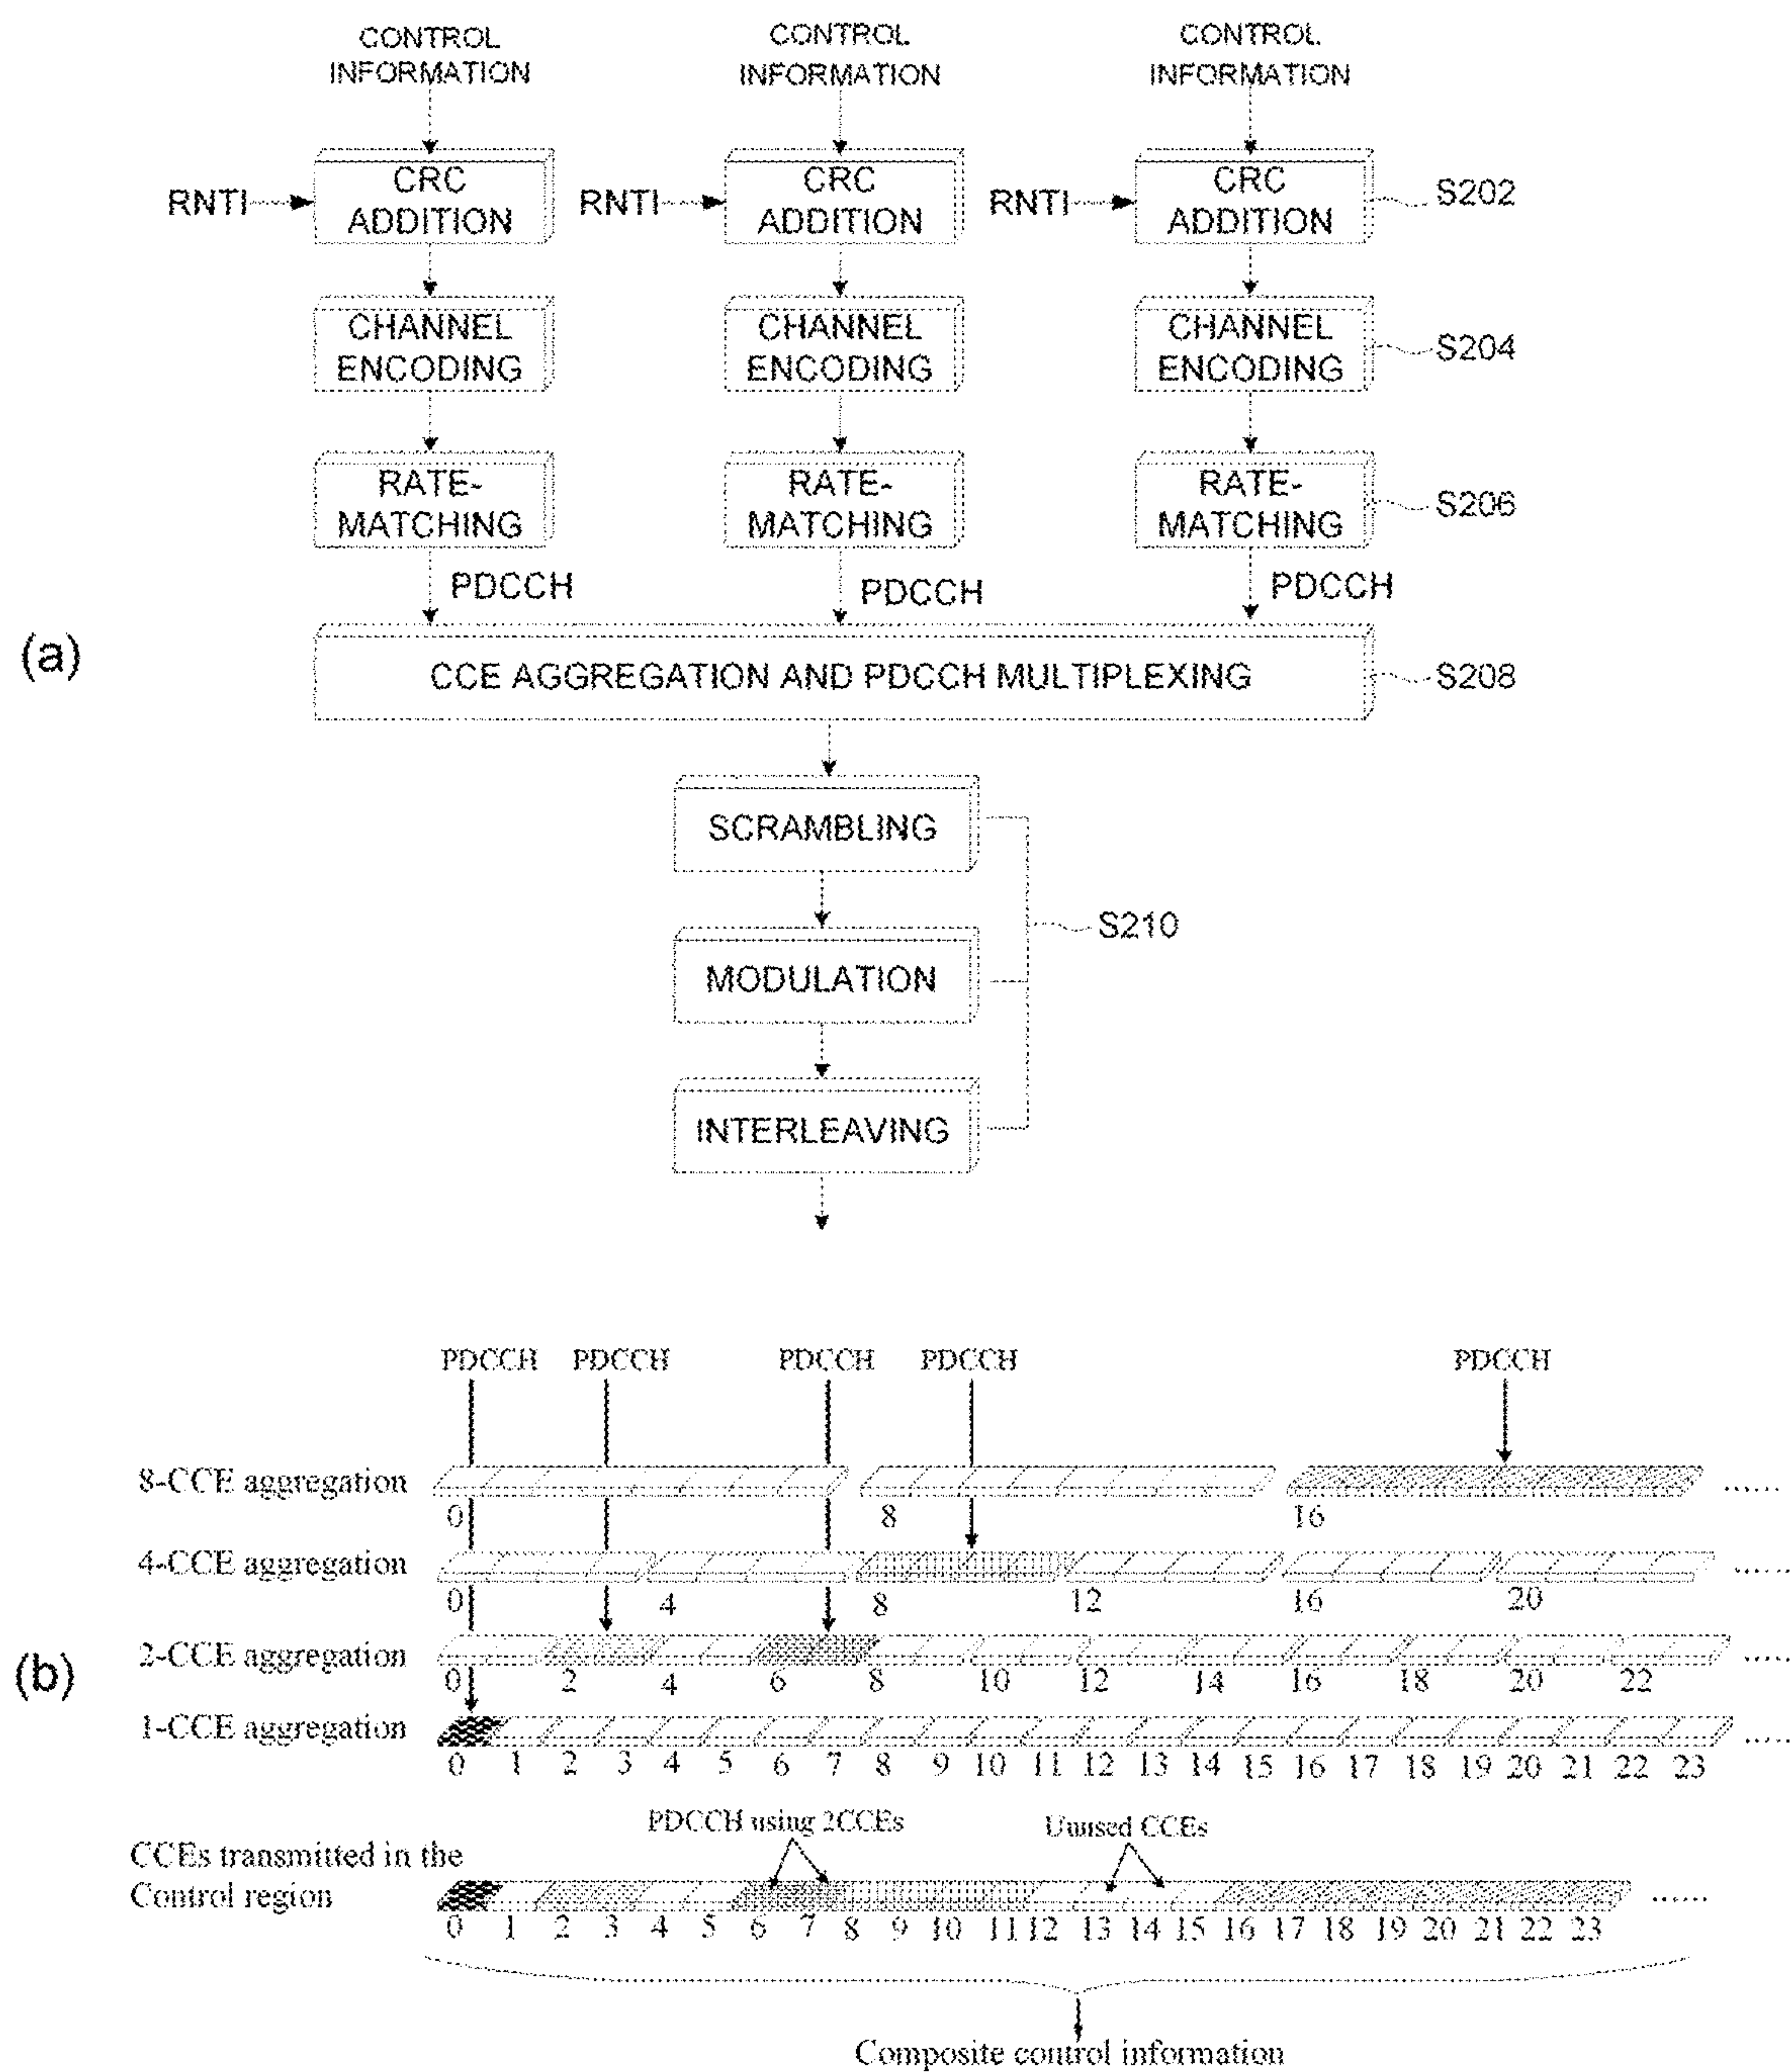 CONTROL INFORMATION
CONTROL INFORMATION
CONTROL INFORMATION
RNTI
CRC ADDITION
RNTI
CRC ADDITION
RNTI
CRC ADDITION
S202
CHANNEL ENCODING
CHANNEL ENCODING
CHANNEL ENCODING
S204
RATE-MATCHING
RATE-MATCHING
RATE-MATCHING
S206
PDCCH
PDCCH
PDCCH
(a)
CCE AGGREGATION AND PDCCH MULTIPLEXING
S208
SCRAMBLING
S210
MODULATION
INTERLEAVING
PDCCH PDCCH PDCCH PDCCH PDCCH
8-CCE aggregation
......
0 8 16
4-CCE aggregation
......
0 4 8 12 16 20
(b)
2-CCE aggregation
......
0 2 4 6 8 10 12 14 16 18 20 22
1-CCE aggregation
......
0 1 2 3 4 5 6 7 8 9 10 11 12 13 14 15 16 17 18 19 20 21 22 23
PDCCH using 2CCEs
Unused CCEs
CCEs transmitted in the
Control region
......
0 1 2 3 4 5 6 7 8 9 10 11 12 13 14 15 16 17 18 19 20 21 22 23
Composite control information